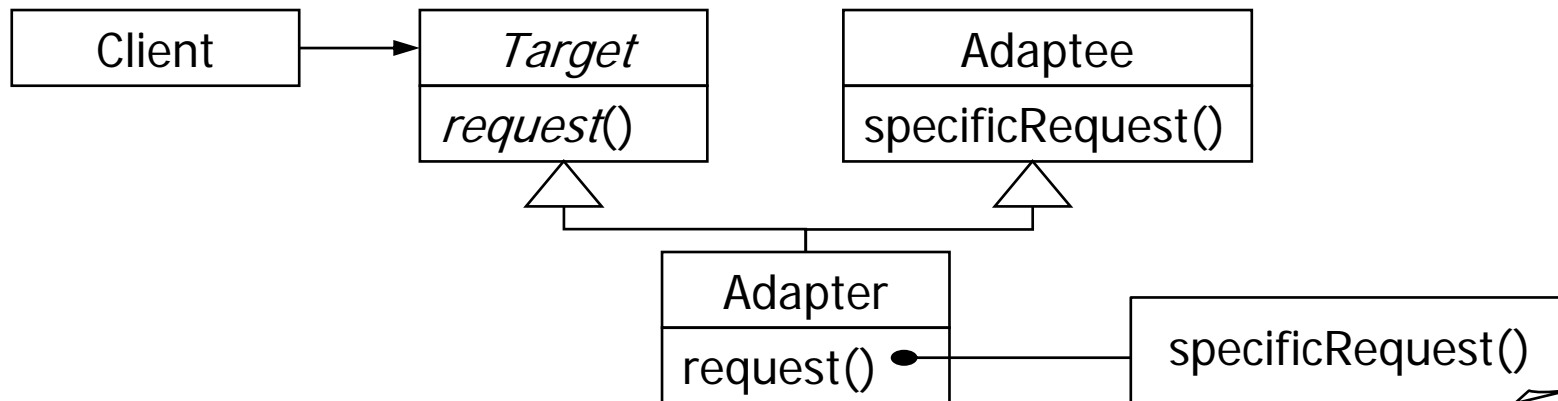 Client
Target
request()
Adaptee
specificRequest()
Adapter
request()
specificRequest()